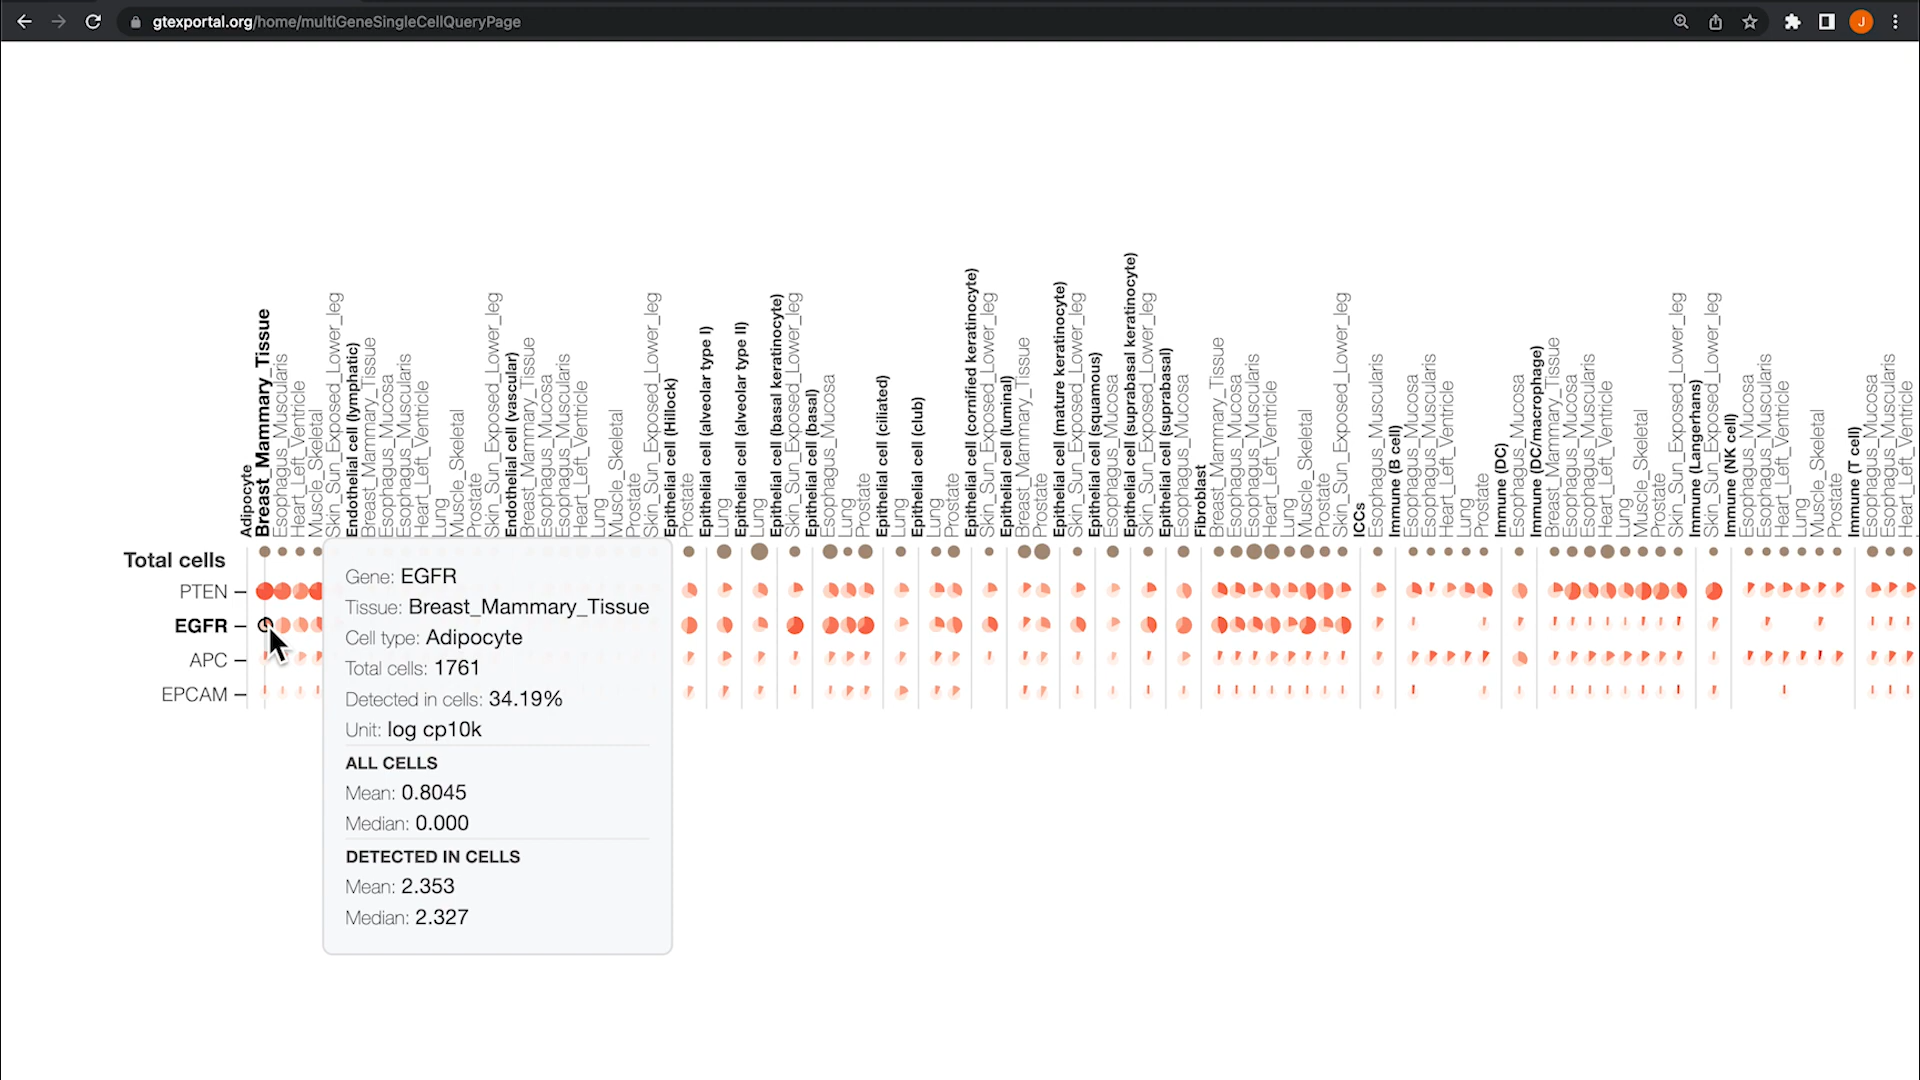 gtexportal.org/home/multiGeneSingleCellQueryPage
J
Adipocyte
Breast_Mammary_Tissue
Esophagus_Muscularis
Heart_Left_Ventricle
Muscle_Skeletal
Skin_Sun_Exposed_Lower_leg
Endothelial cell (lymphatic)
Breast_Mammary_Tissue
Esophagus_Mucosa
Esophagus_Muscularis
Heart_Left_Ventricle
Lung
Muscle_Skeletal
Prostate
Skin_Sun_Exposed_Lower_leg
Endothelial cell (vascular)
Breast_Mammary_Tissue
Esophagus_Mucosa
Esophagus_Muscularis
Heart_Left_Ventricle
Lung
Muscle_Skeletal
Prostate
Skin_Sun_Exposed_Lower_leg
Epithelial cell (Hillock)
Prostate
Epithelial cell (alveolar type I)
Lung
Epithelial cell (alveolar type II)
Lung
Epithelial cell (basal keratinocyte)
Skin_Sun_Exposed_Lower_leg
Epithelial cell (basal)
Esophagus_Mucosa
Lung
Prostate
Epithelial cell (ciliated)
Lung
Epithelial cell (club)
Lung
Prostate
Epithelial cell (cornified keratinocyte)
Skin_Sun_Exposed_Lower_leg
Epithelial cell (luminal)
Breast_Mammary_Tissue
Prostate
Epithelial cell (mature keratinocyte)
Skin_Sun_Exposed_Lower_leg
Epithelial cell (squamous)
Esophagus_Mucosa
Epithelial cell (suprabasal keratinocyte)
Skin_Sun_Exposed_Lower_leg
Epithelial cell (suprabasal)
Esophagus_Mucosa
Fibroblast
Breast_Mammary_Tissue
Esophagus_Mucosa
Esophagus_Muscularis
Heart_Left_Ventricle
Lung
Muscle_Skeletal
Prostate
Skin_Sun_Exposed_Lower_leg
ICCs
Esophagus_Muscularis
Immune (B cell)
Esophagus_Mucosa
Esophagus_Muscularis
Heart_Left_Ventricle
Lung
Prostate
Immune (DC)
Esophagus_Mucosa
Immune (DC/macrophage)
Breast_Mammary_Tissue
Esophagus_Mucosa
Esophagus_Muscularis
Heart_Left_Ventricle
Lung
Muscle_Skeletal
Prostate
Skin_Sun_Exposed_Lower_leg
Immune (Langerhans)
Skin_Sun_Exposed_Lower_leg
Immune (NK cell)
Esophagus_Mucosa
Esophagus_Muscularis
Heart_Left_Ventricle
Lung
Muscle_Skeletal
Prostate
Immune (T cell)
Esophagus_Mucosa
Esophagus_Muscularis
Heart_Left_Ventricle
Total cells
PTEN
EGFR
APC
EPCAM
Gene: EGFR
Tissue: Breast_Mammary_Tissue
Cell type: Adipocyte
Total cells: 1761
Detected in cells: 34.19%
Unit: log cp10k
ALL CELLS
Mean: 0.8045
Median: 0.000
DETECTED IN CELLS
Mean: 2.353
Median: 2.327